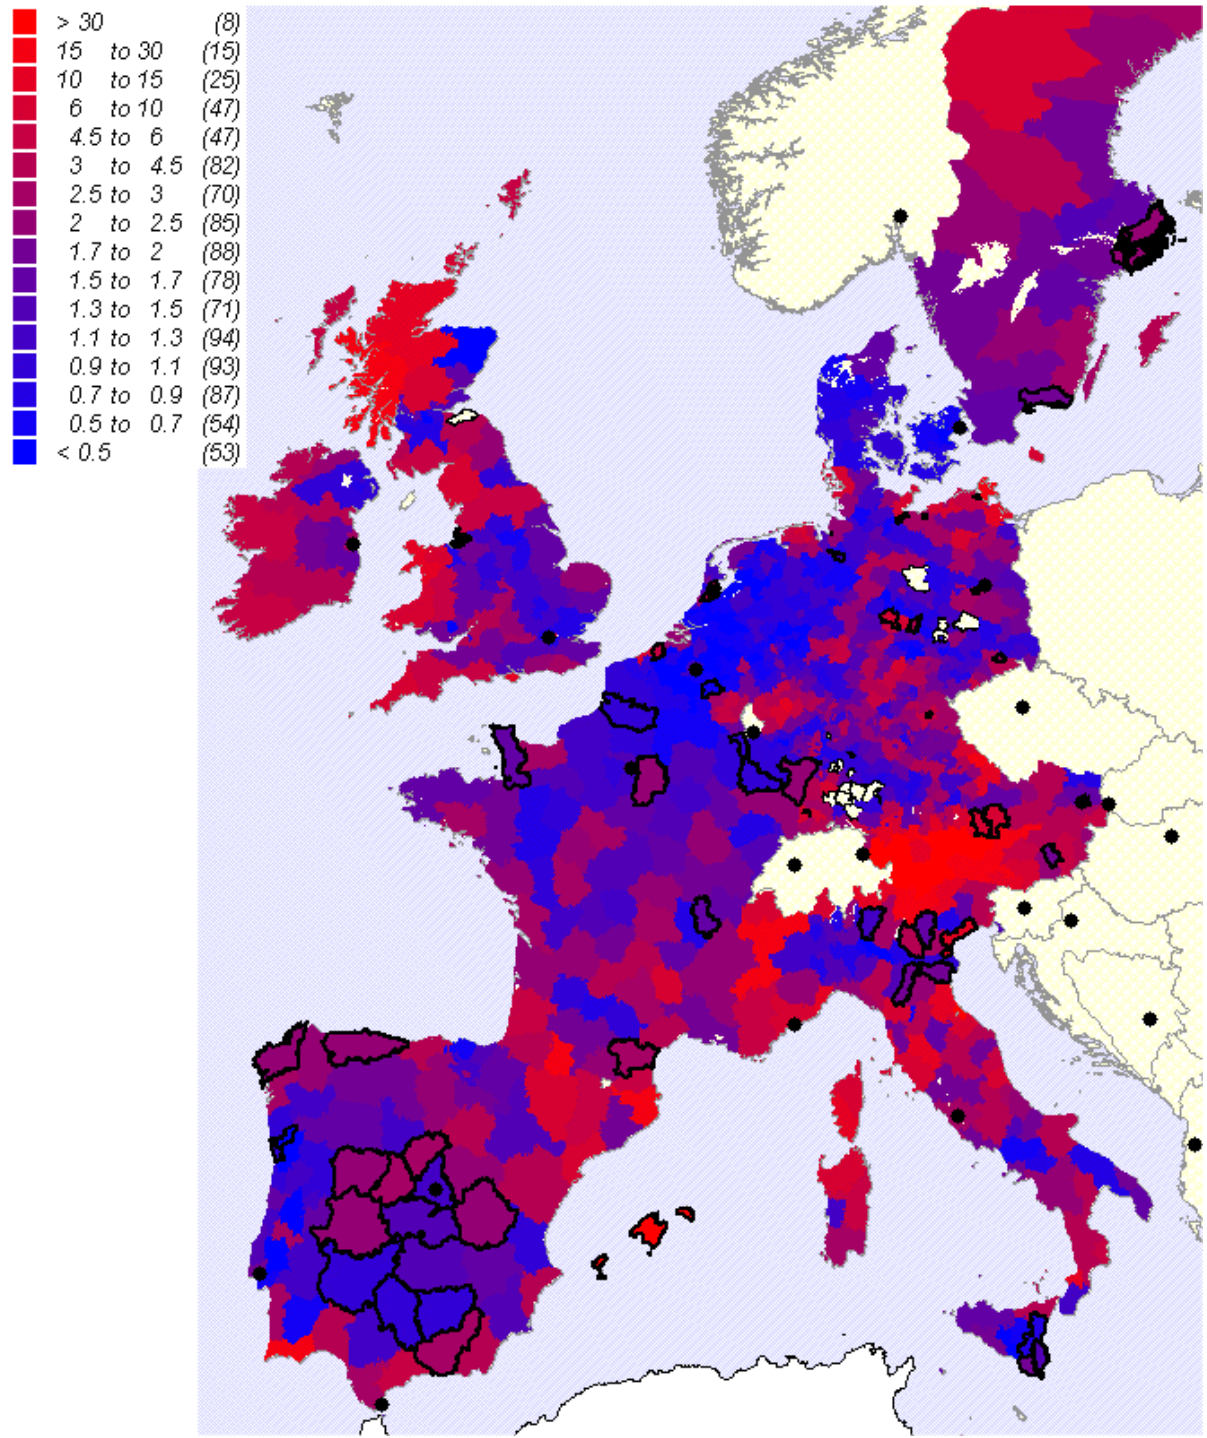 > 30 (8)
15 to 30 (15)
10 to 15 (25)
6 to 10 (47)
4.5 to 6 (47)
3 to 4.5 (82)
2.5 to 3 (70)
2 to 2.5 (85)
1.7 to 2 (88)
1.5 to 1.7 (78)
1.3 to 1.5 (71)
1.1 to 1.3 (94)
0.9 to 1.1 (93)
0.7 to 0.9 (87)
0.5 to 0.7 (54)
< 0.5 (53)